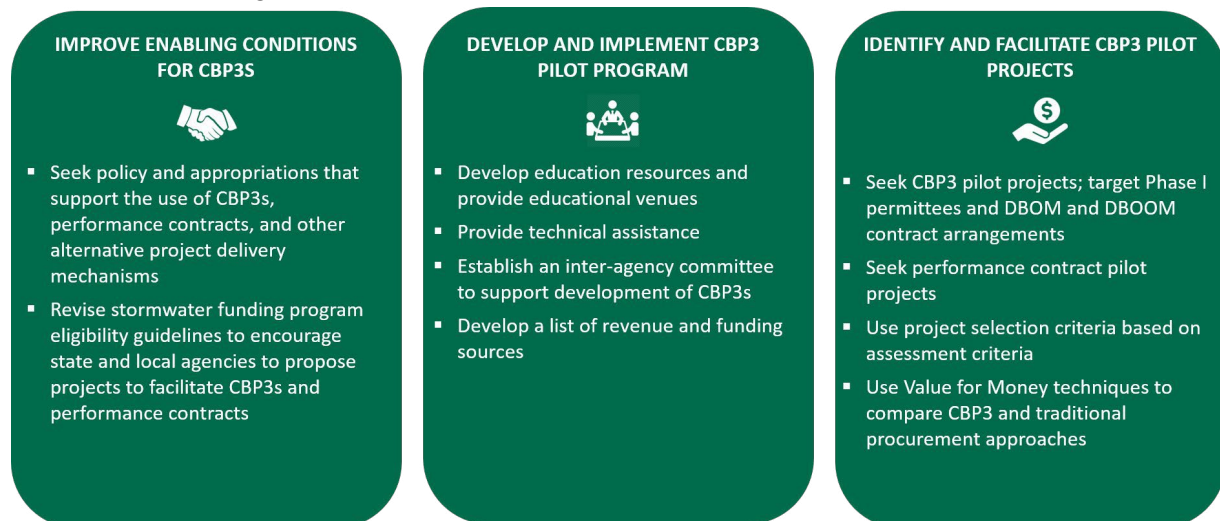 IMPROVE ENABLING CONDITIONS
FOR CBP3S
▪ Seek policy and appropriations that
support the use of CBP3s,
performance contracts, and other
alternative project delivery
mechanisms
▪ Revise stormwater funding program
eligibility guidelines to encourage
state and local agencies to propose
projects to facilitate CBP3s and
performance contracts
DEVELOP AND IMPLEMENT CBP3
PILOT PROGRAM
▪ Develop education resources and
provide educational venues
▪ Provide technical assistance
▪ Establish an inter-agency committee
to support development of CBP3s
▪ Develop a list of revenue and funding
sources
IDENTIFY AND FACILITATE CBP3 PILOT
PROJECTS
$
▪ Seek CBP3 pilot projects; target Phase I
permittees and DBOM and DBOOM
contract arrangements
▪ Seek performance contract pilot
projects
▪ Use project selection criteria based on
assessment criteria
▪ Use Value for Money techniques to
compare CBP3 and traditional
procurement approaches